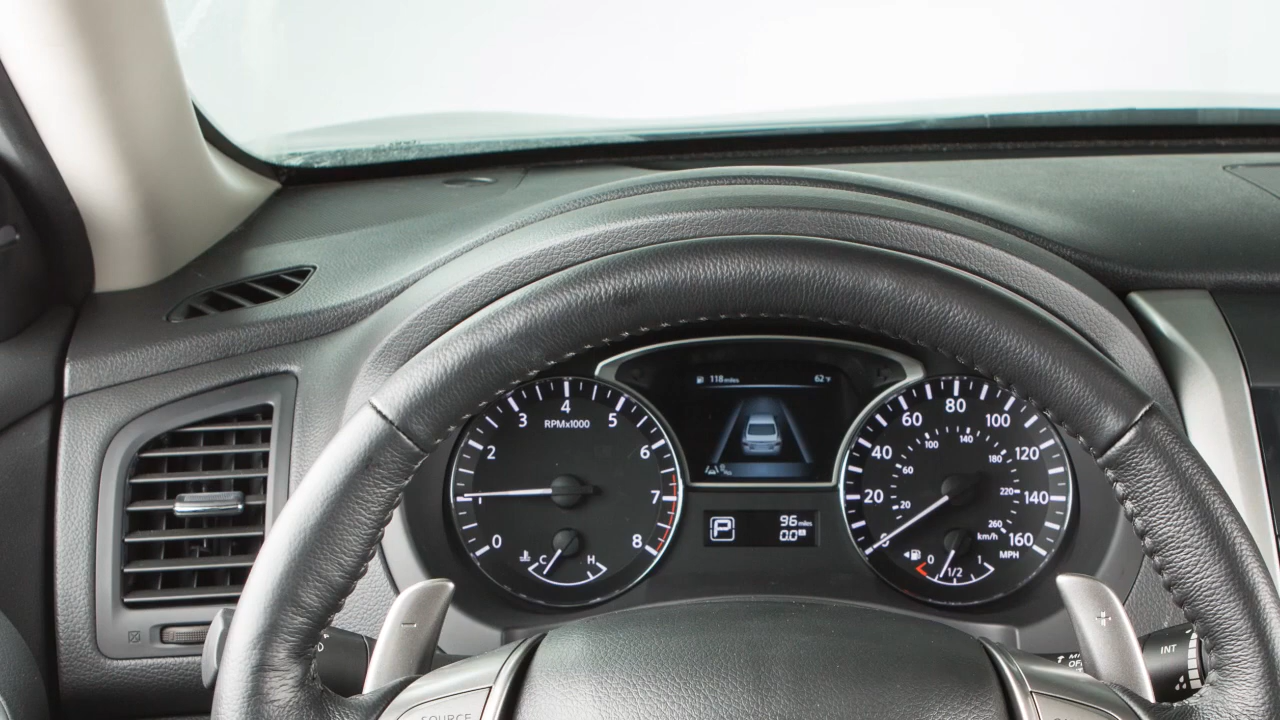 118 miles 62°F
0 1 2 3 4 5 6 7 8
RPMx1000
C H
P
96 miles
0.0
0 20 40 60 80 100 120 140 160
20 60 100 140 180 220 260
km/h
MPH
0 1/2 1
SOURCE
INT
OFF
−
+